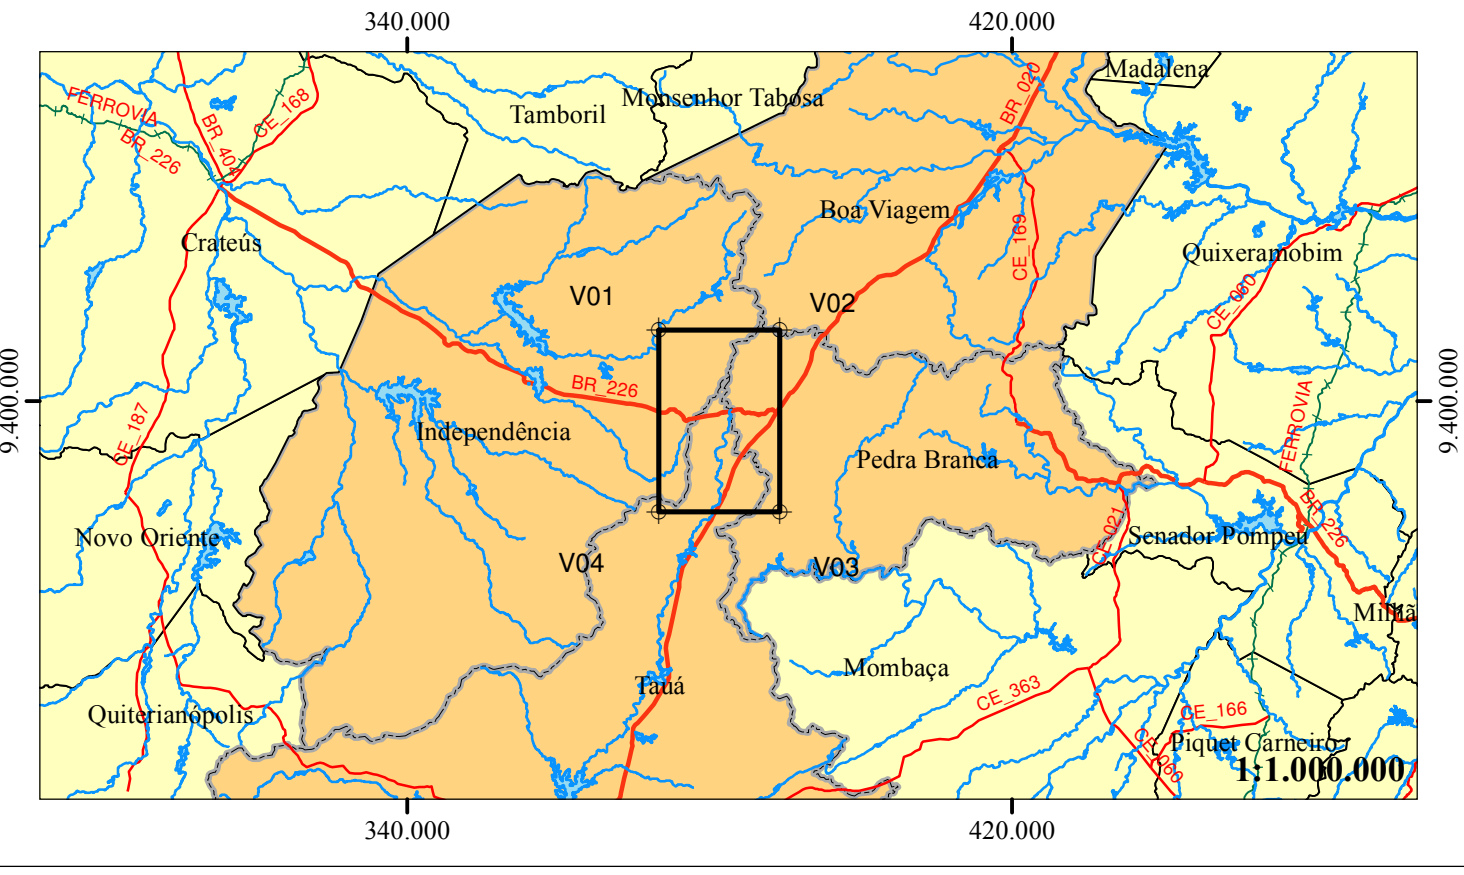 340.000
420.000
Madalena
BR_020
Monsenhor Tabosa
FERROVIA
CE_168
Tamboril
BR_404
BR_226
Boa Viagem
Crateús
CE_169
Quixeramobim
V01
V02
CE_060
9.400.000
9.400.000
BR_226
CE_187
Independência
FERROVIA
Pedra Branca
BR_226
CE_021
Novo Oriente
Senador Pompeu
V04
V03
Milhã
Mombaça
Tauá
CE_363
Quiterianópolis
CE_166
Piquet Carneiro
CE_060
1:1.000.000
340.000
420.000